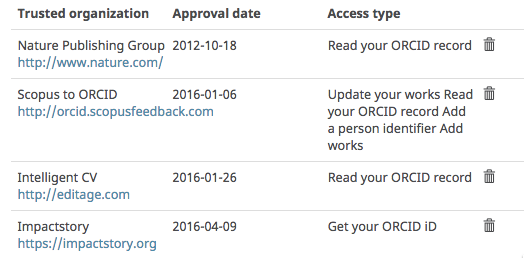 Trusted organization Approval date Access type
Nature Publishing Group 2012-10-18 Read your ORCID record
http://www.nature.com/
Scopus to ORCID 2016-01-06 Update your works Read
http://orcid.scopusfeedback.com your ORCID record Add
a person identifier Add
works
Intelligent CV 2016-01-26 Read your ORCID record
http://editage.com
Impactstory 2016-04-09 Get your ORCID iD
https://impactstory.org